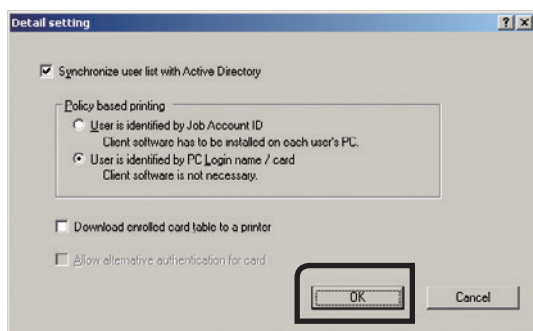 Detail setting
Synchronize user list with Active Directory
Policy based printing
User is identified by Job Account ID
Client software has to be installed on each user's PC.
User is identified by PC Login name / card
Client software is not necessary.
Download enrolled card table to a printer
Allow alternative authentication for card
OK
Cancel